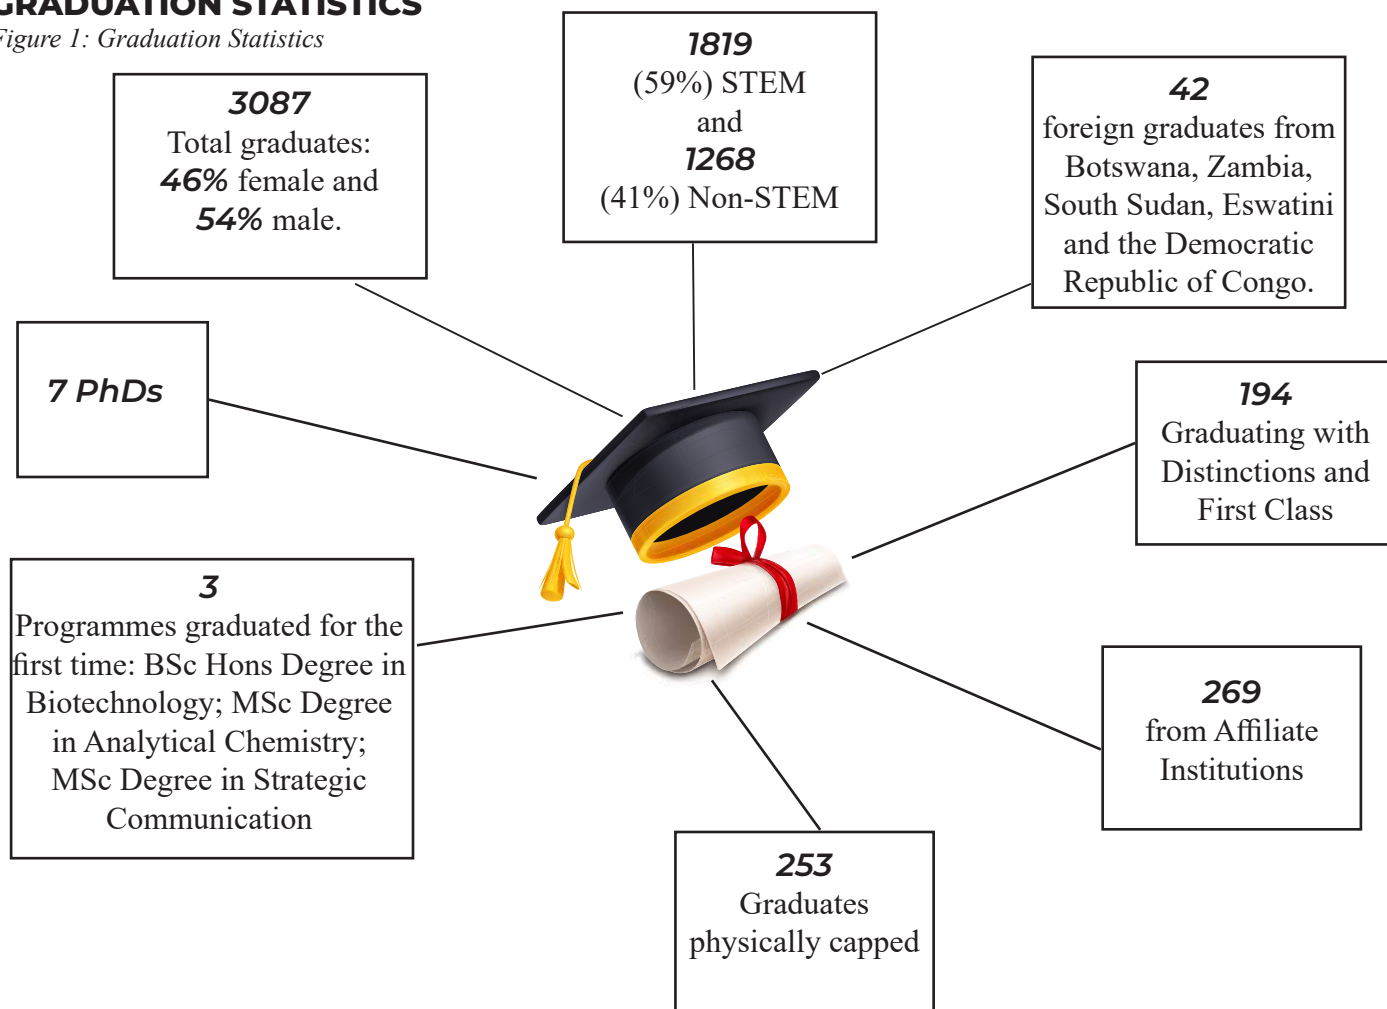 GRADUATION STATISTICS
Figure 1: Graduation Statistics
3087
Total graduates:
46% female and
54% male.
1819
(59%) STEM
and
1268
(41%) Non-STEM
42
foreign graduates from
Botswana, Zambia,
South Sudan, Eswatini
and the Democratic
Republic of Congo.
7 PhDs
194
Graduating with
Distinctions and
First Class
3
Programmes graduated for the
first time: BSc Hons Degree in
Biotechnology; MSc Degree
in Analytical Chemistry;
MSc Degree in Strategic
Communication
269
from Affiliate
Institutions
253
Graduates
physically capped